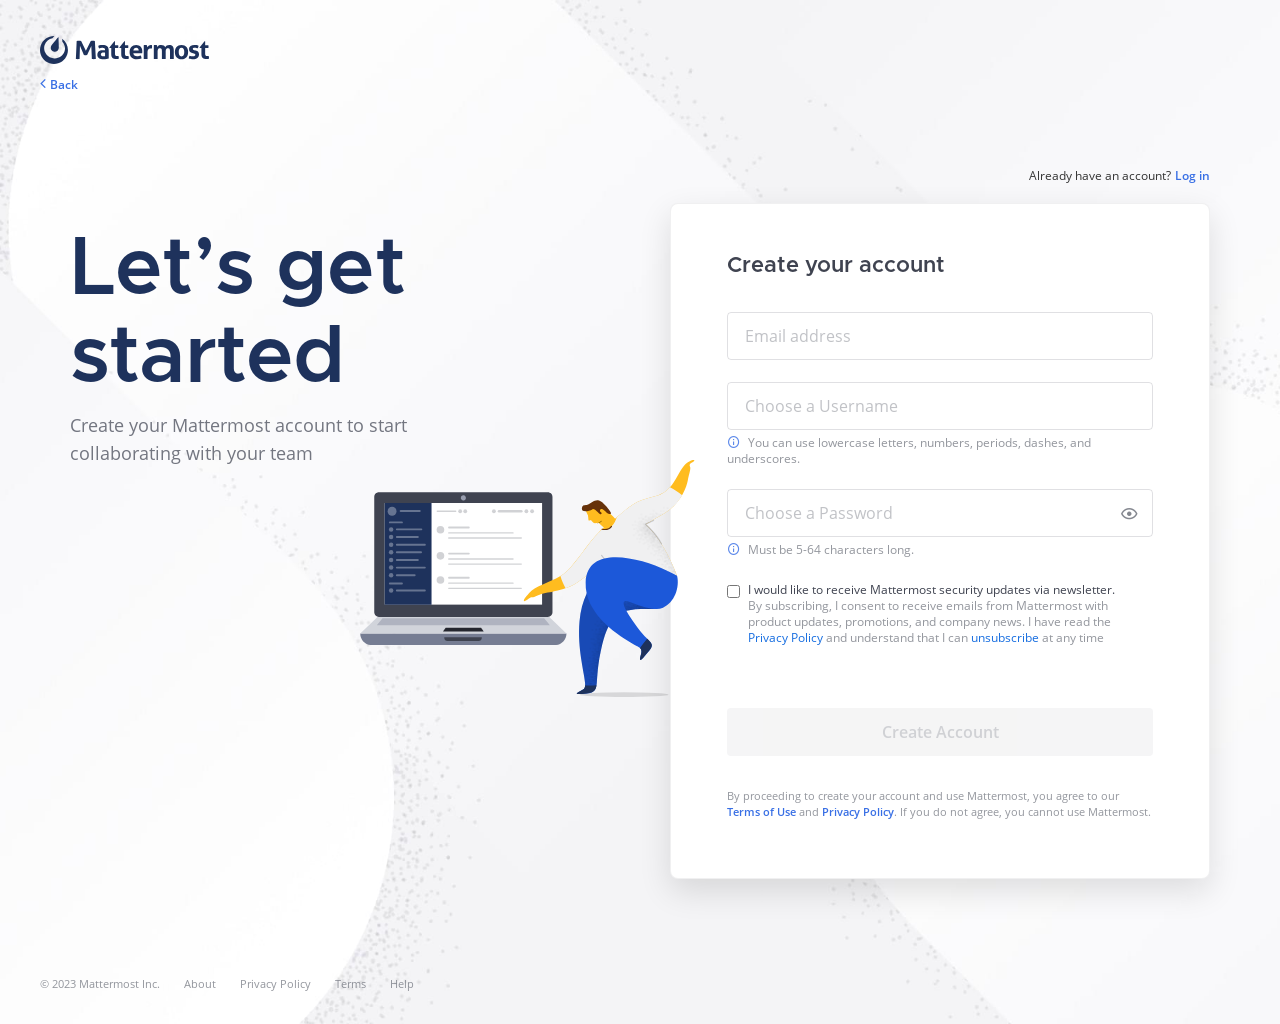 Mattermost
Back
Already have an account? Log in
Let’s get
started
Create your Mattermost account to start
collaborating with your team
Create your account
Email address
Choose a Username
You can use lowercase letters, numbers, periods, dashes, and
underscores.
Choose a Password
Must be 5-64 characters long.
I would like to receive Mattermost security updates via newsletter.
By subscribing, I consent to receive emails from Mattermost with
product updates, promotions, and company news. I have read the
Privacy Policy and understand that I can unsubscribe at any time
Create Account
By proceeding to create your account and use Mattermost, you agree to our
Terms of Use and Privacy Policy. If you do not agree, you cannot use Mattermost.
© 2023 Mattermost Inc. About Privacy Policy Terms Help